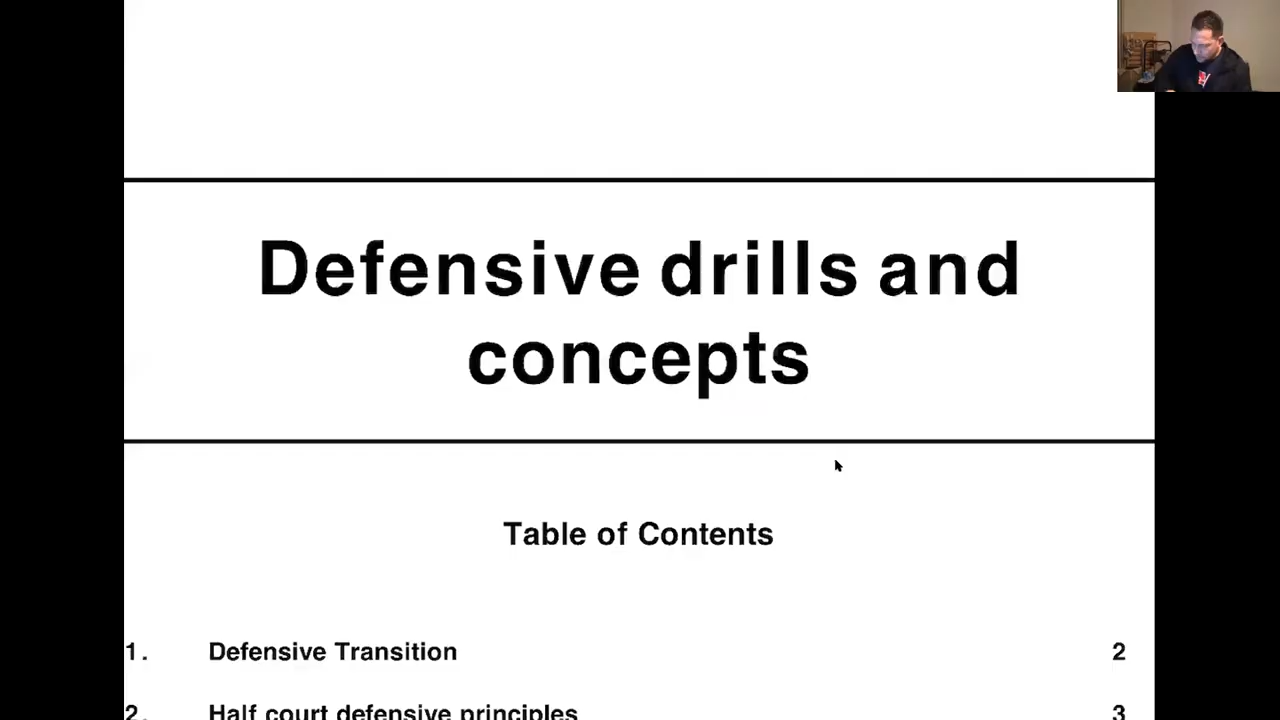 Defensive drills and
concepts
Table of Contents
1. Defensive Transition 2
2. Half court defensive principles 3